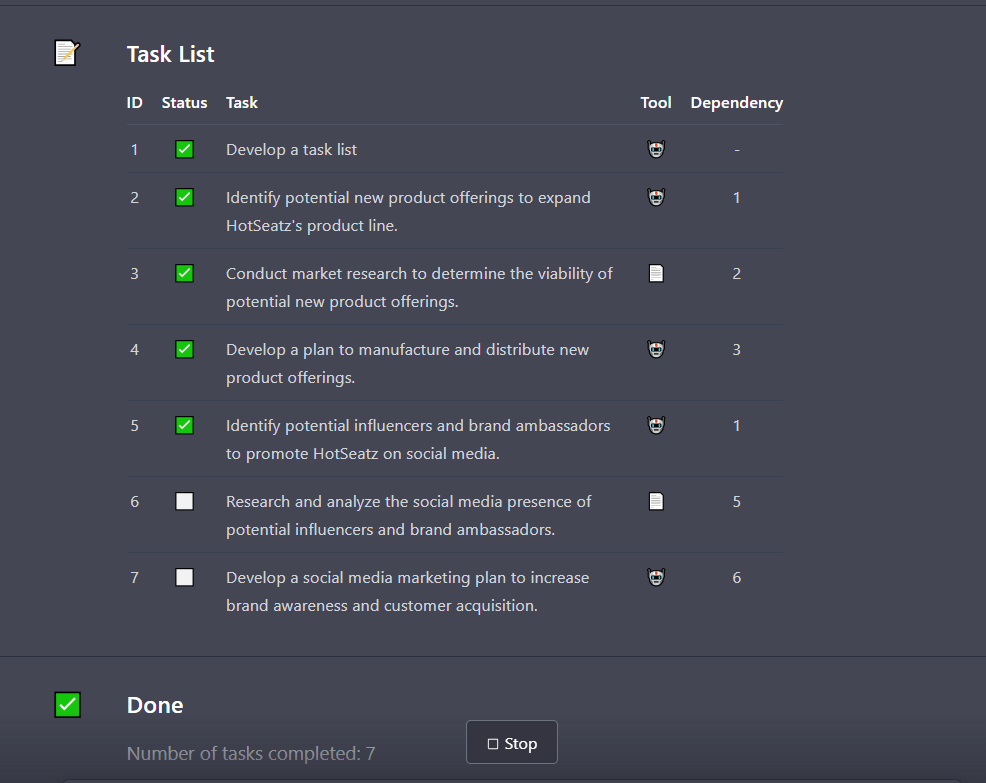 Task List
ID Status Task Tool Dependency
1 Develop a task list -
2 Identify potential new product offerings to expand 1
HotSeatz's product line.
3 Conduct market research to determine the viability of 2
potential new product offerings.
4 Develop a plan to manufacture and distribute new 3
product offerings.
5 Identify potential influencers and brand ambassadors 1
to promote HotSeatz on social media.
6 Research and analyze the social media presence of 5
potential influencers and brand ambassadors.
7 Develop a social media marketing plan to increase 6
brand awareness and customer acquisition.
Done
Number of tasks completed: 7
Stop